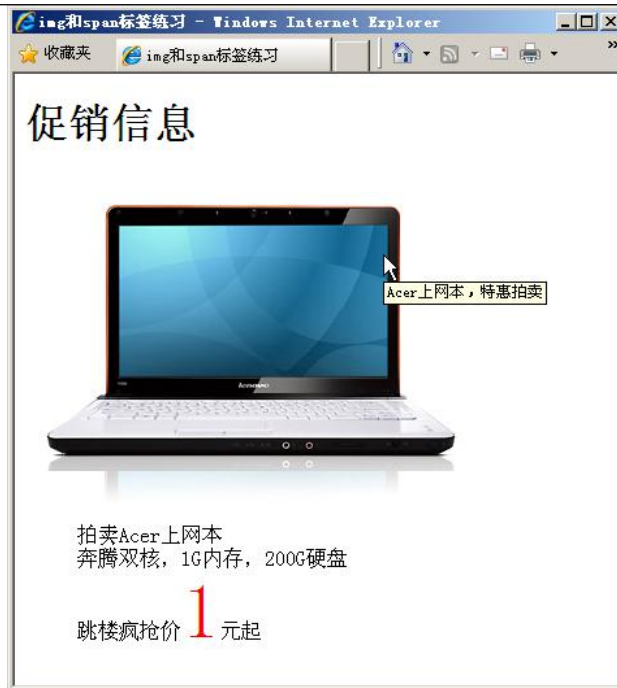 img和span标签练习 - Windows Internet Explorer
收藏夹 img和span标签练习
促销信息
Acer上网本，特惠拍卖
lenovo
拍卖Acer上网本
奔腾双核，1G内存，200G硬盘
跳楼疯抢价 1 元起